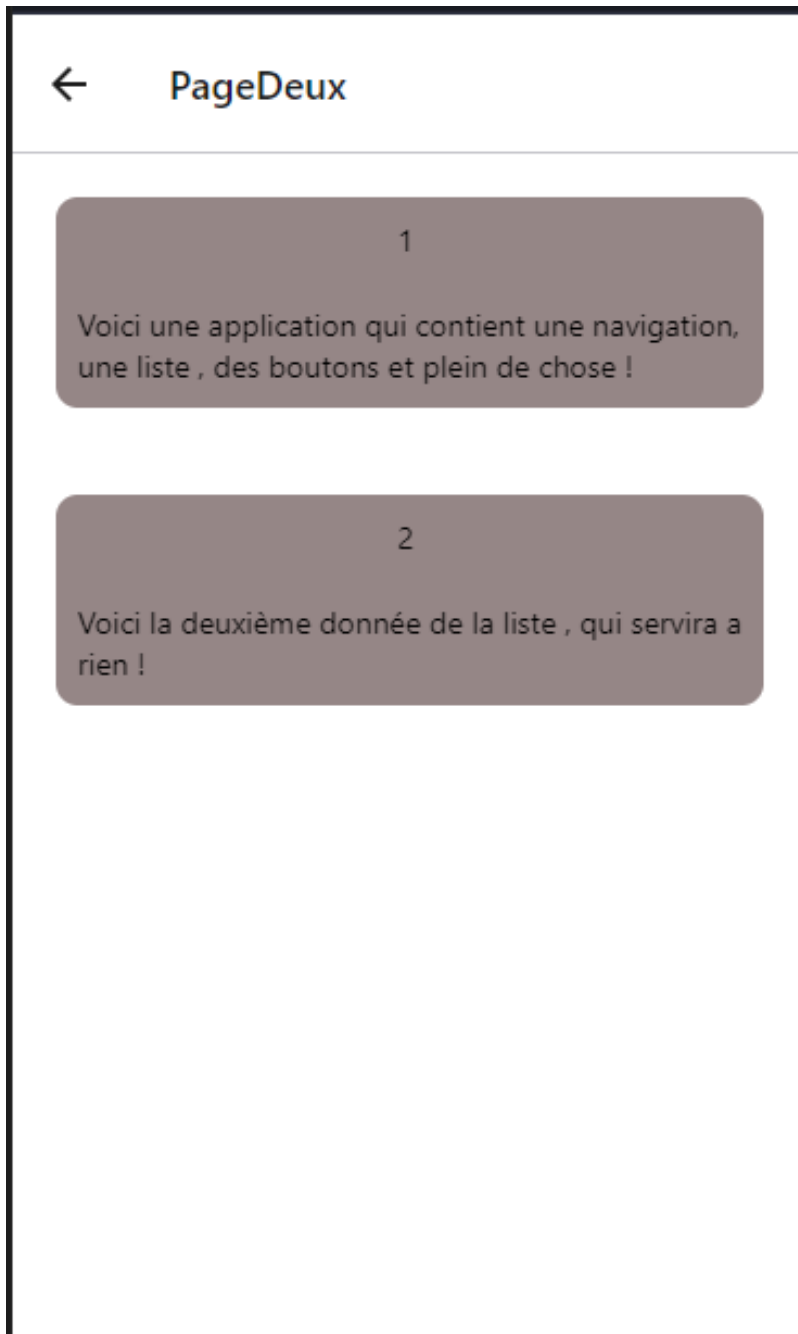 PageDeux
1
Voici une application qui contient une navigation,
une liste , des boutons et plein de chose !
2
Voici la deuxième donnée de la liste , qui servira a
rien !